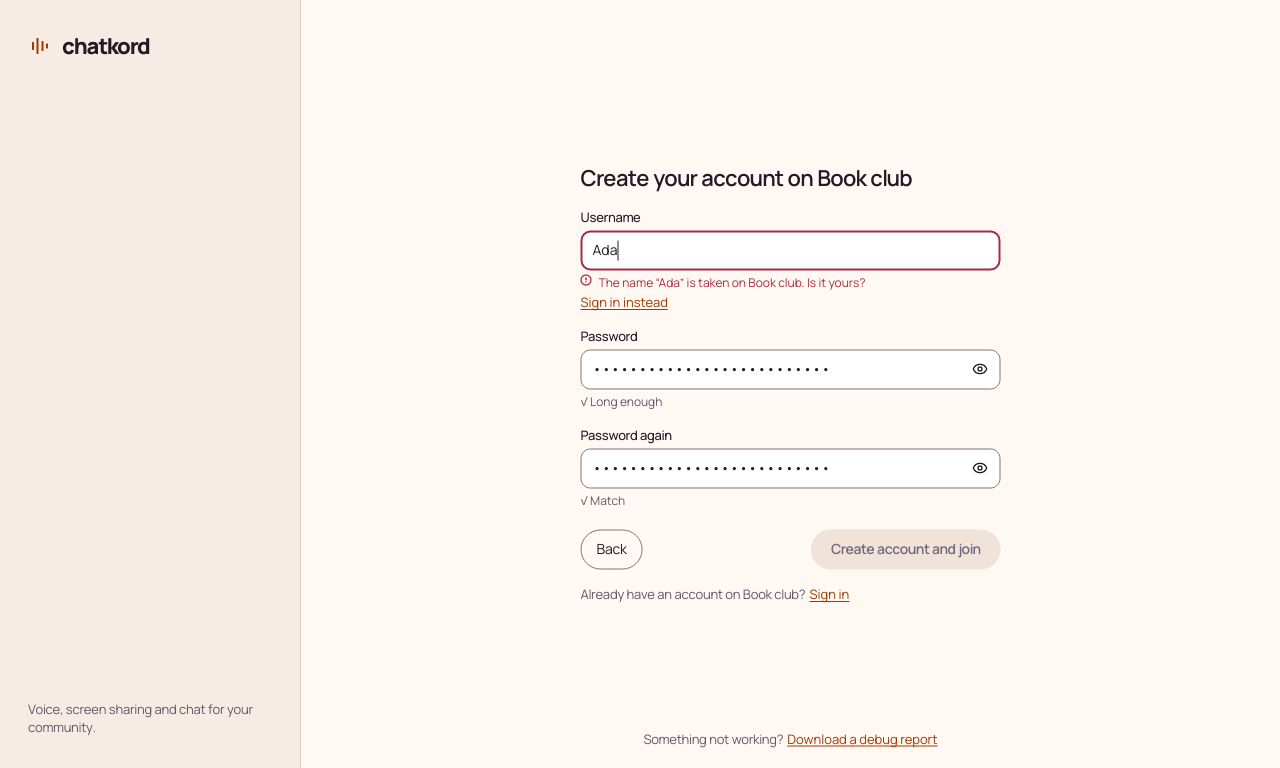 chatkord
Create your account on Book club
Username
Ada
The name “Ada” is taken on Book club. Is it yours?
Sign in instead
Password
••••••••••••••••••••••••••
√ Long enough
Password again
••••••••••••••••••••••••••
√ Match
Back
Create account and join
Already have an account on Book club? Sign in
Voice, screen sharing and chat for your
community.
Something not working? Download a debug report